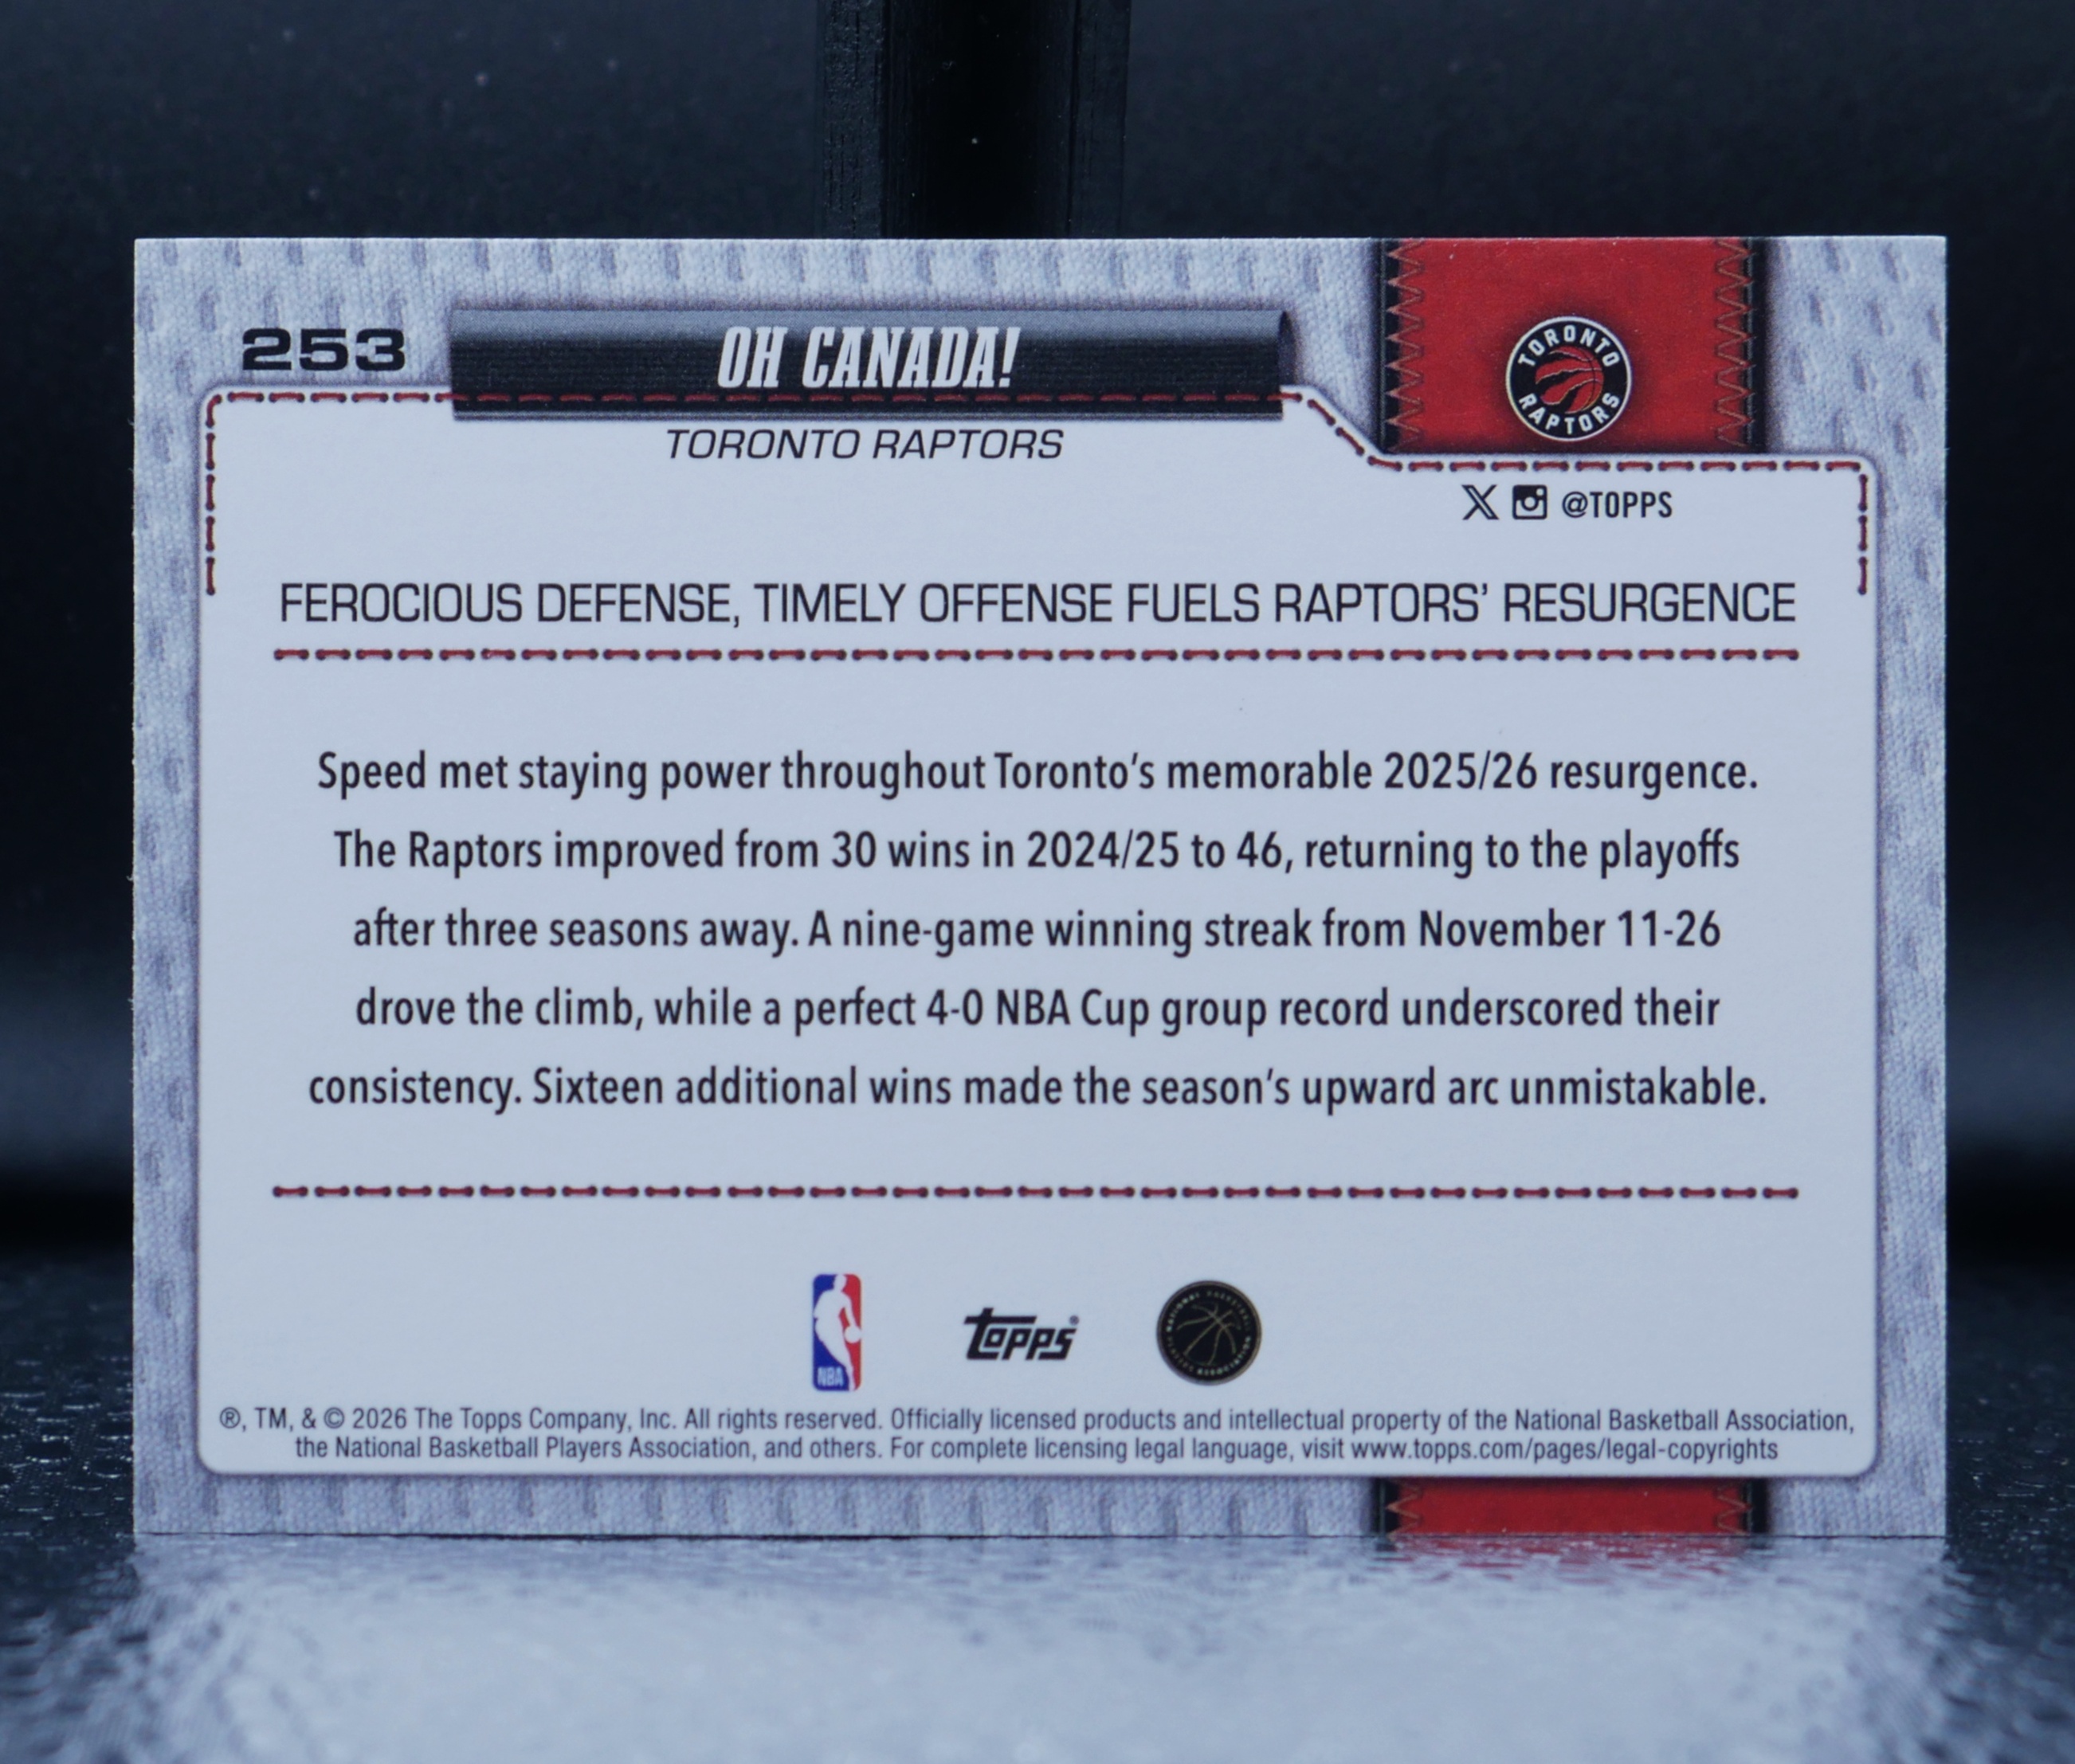 253
OH CANADA!
TORONTO RAPTORS
TORONTO
RAPTORS
X @TOPPS
FEROCIOUS DEFENSE, TIMELY OFFENSE FUELS RAPTORS' RESURGENCE
Speed met staying power throughout Toronto's memorable 2025/26 resurgence.
The Raptors improved from 30 wins in 2024/25 to 46, returning to the playoffs
after three seasons away. A nine-game winning streak from November 11-26
drove the climb, while a perfect 4-0 NBA Cup group record underscored their
consistency. Sixteen additional wins made the season's upward arc unmistakable.
NBA
Topps®
NATIONAL BASKETBALL
PLAYERS ASSOCIATION
®, TM, & © 2026 The Topps Company, Inc. All rights reserved. Officially licensed products and intellectual property of the National Basketball Association,
the National Basketball Players Association, and others. For complete licensing legal language, visit www.topps.com/pages/legal-copyrights